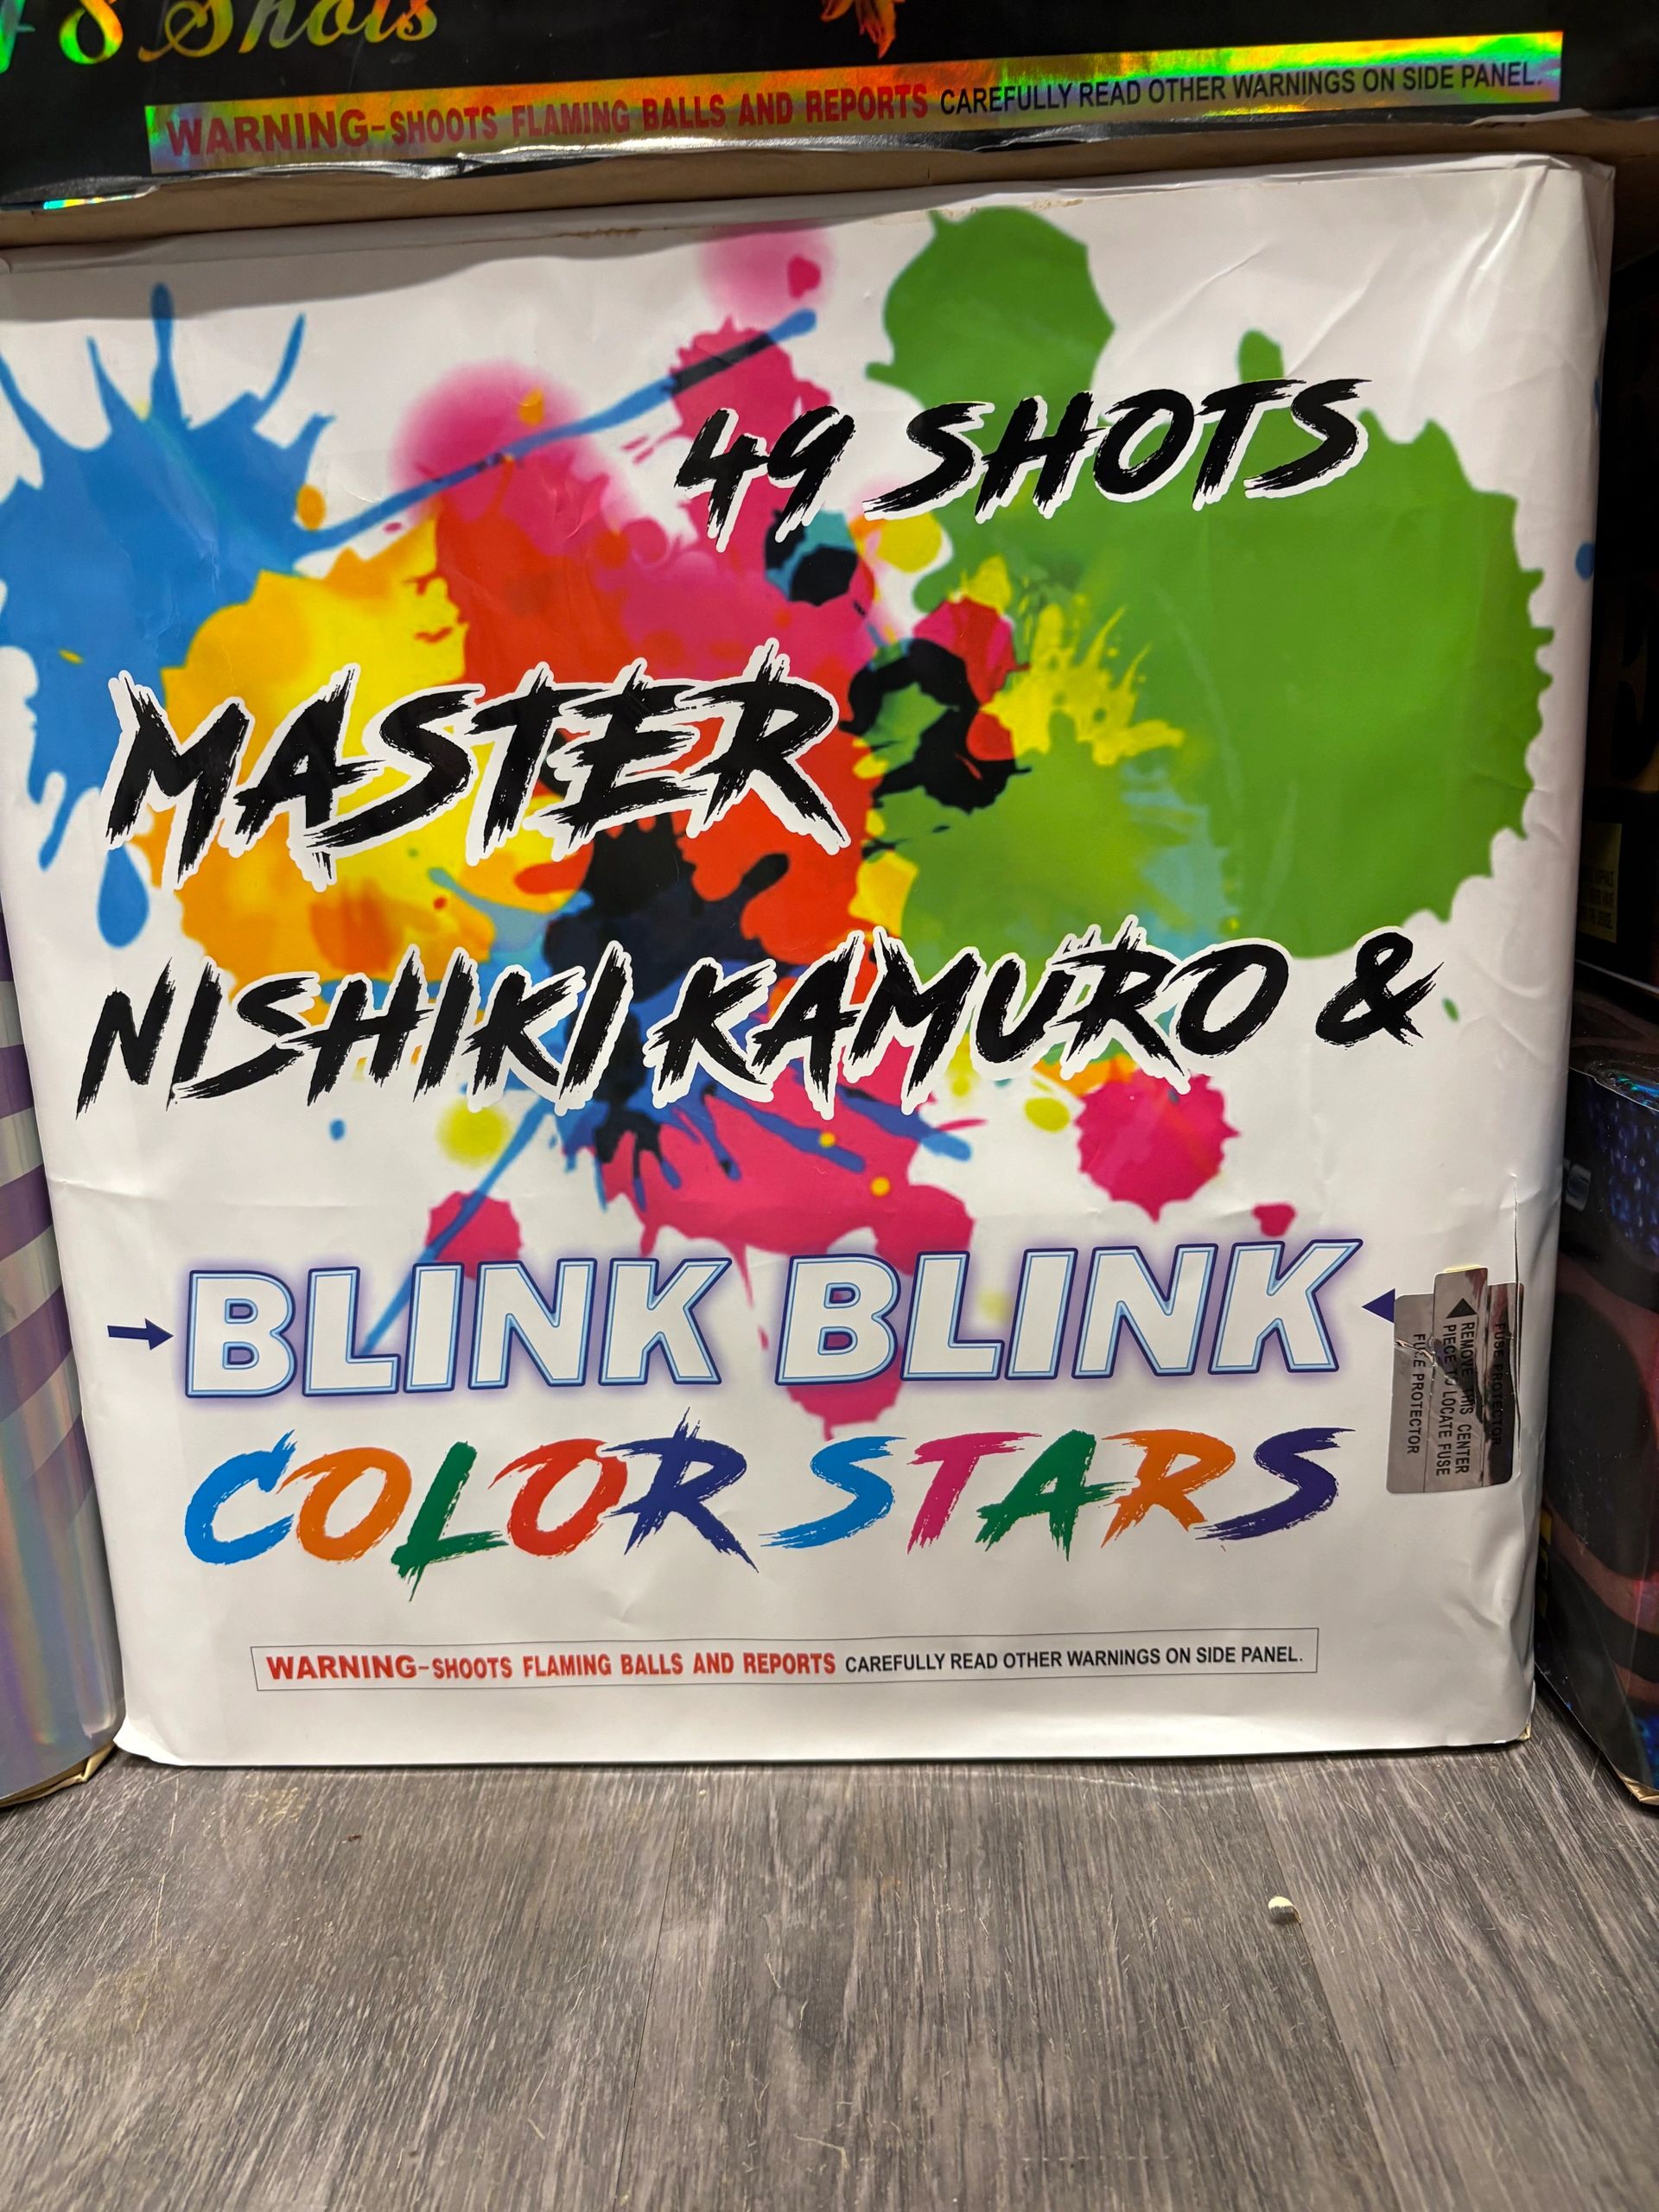 8 Shots
WARNING-SHOOTS FLAMING BALLS AND REPORTS CAREFULLY READ OTHER WARNINGS ON SIDE PANEL.
49 SHOTS
MASTER
NISHIKI KAMURO &
BLINK BLINK
COLOR STARS
FUSE PROTECTOR
REMOVE THIS CENTER
PIECE TO LOCATE FUSE
FUSE PROTECTOR
WARNING-SHOOTS FLAMING BALLS AND REPORTS CAREFULLY READ OTHER WARNINGS ON SIDE PANEL.